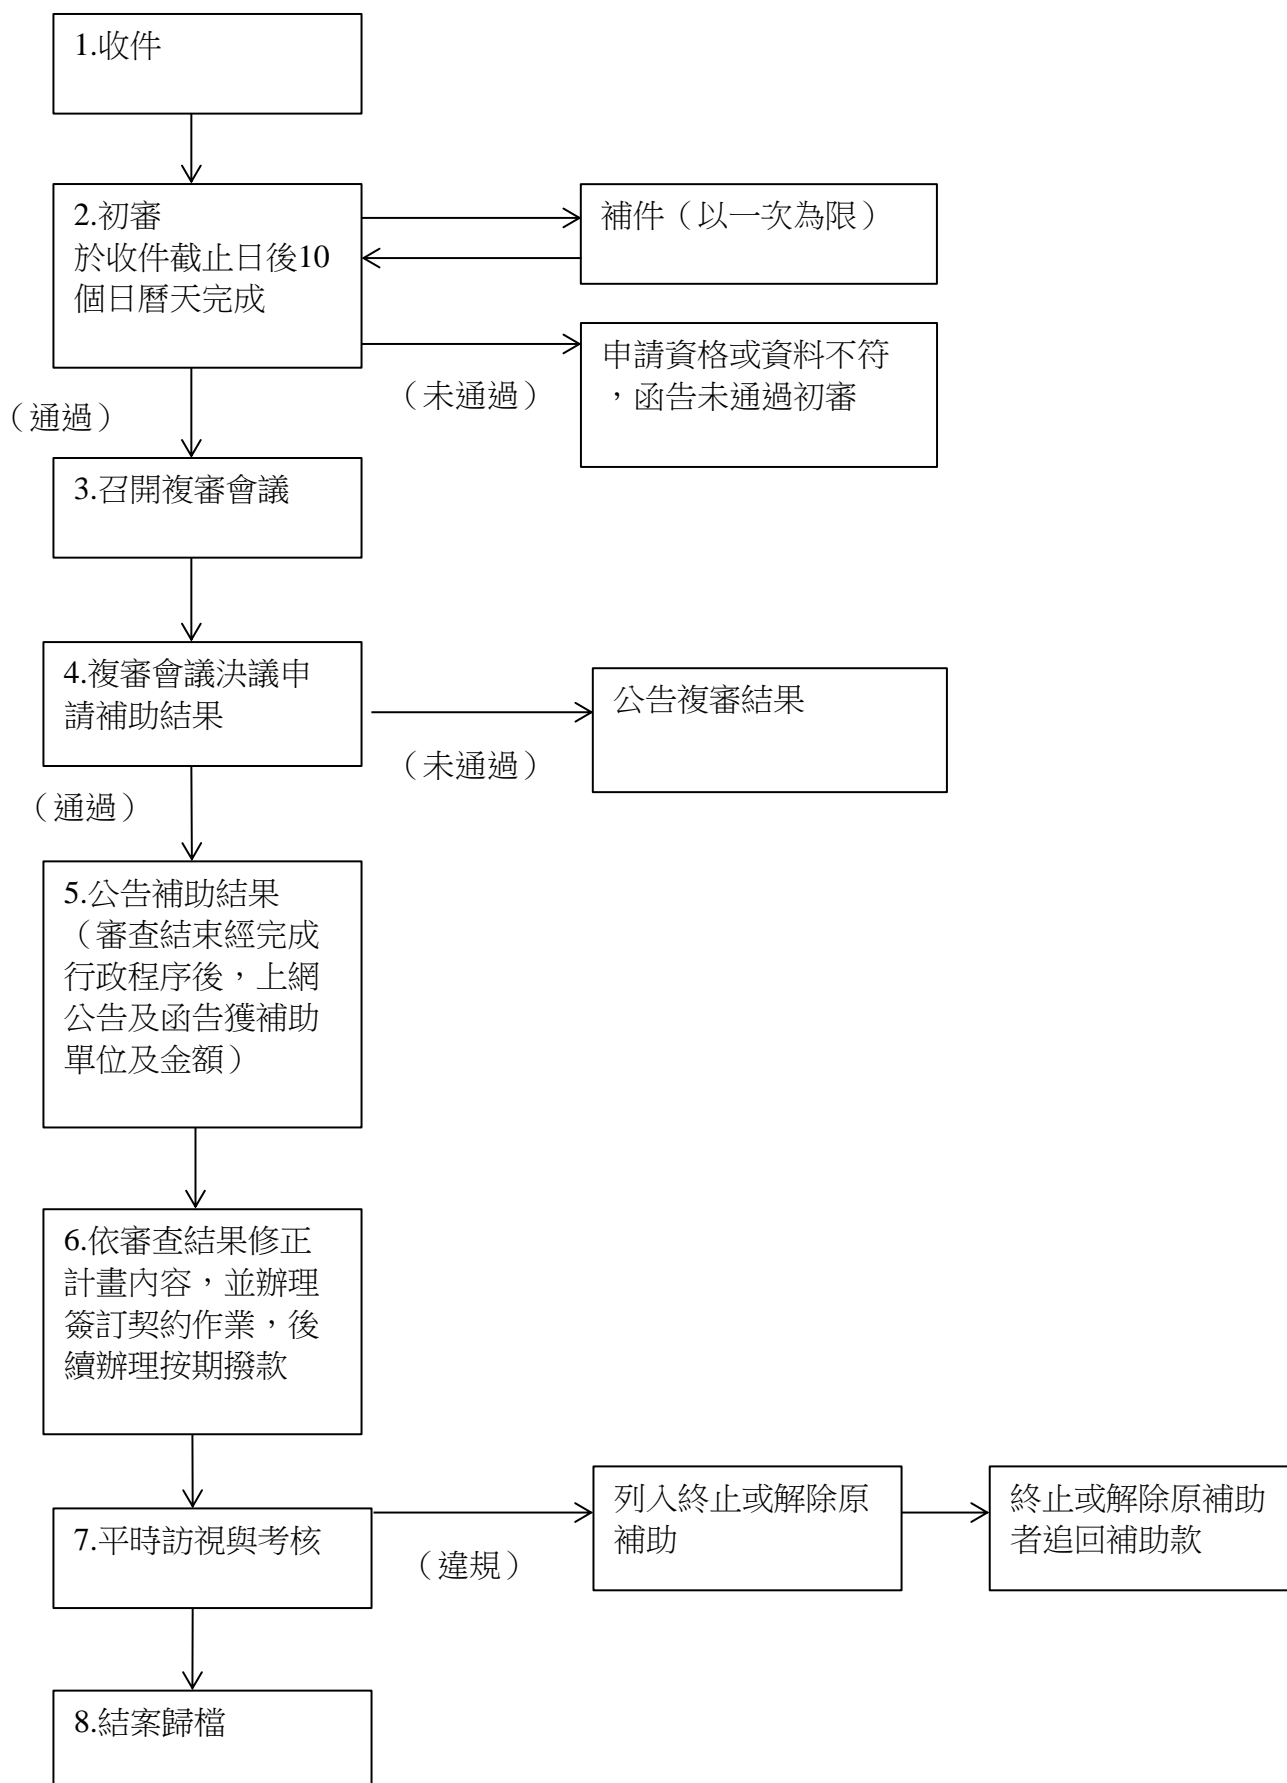 1.收件
2.初審
於收件截止日後10
個日曆天完成
補件（以一次為限）
申請資格或資料不符
，函告未通過初審
（未通過）
（通過）
3.召開複審會議
4.複審會議決議申
請補助結果
公告複審結果
（未通過）
（通過）
5.公告補助結果
（審查結束經完成
行政程序後，上網
公告及函告獲補助
單位及金額）
6.依審查結果修正
計畫內容，並辦理
簽訂契約作業，後
續辦理按期撥款
7.平時訪視與考核
（違規）
列入終止或解除原
補助
終止或解除原補助
者追回補助款
8.結案歸檔